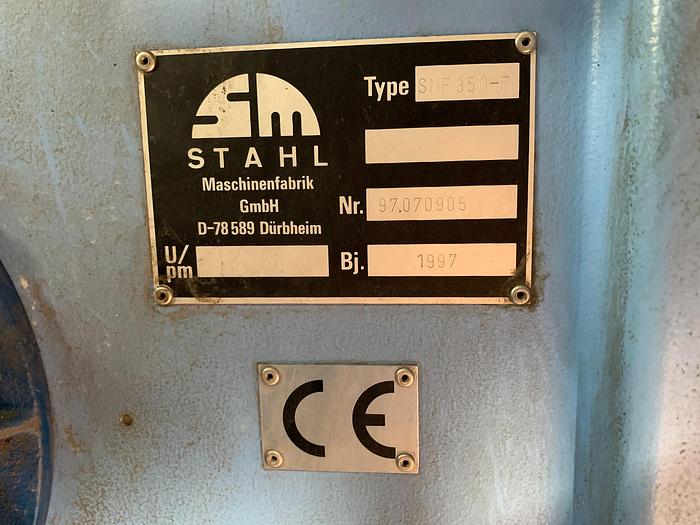 sm
STAHL
Maschinenfabrik
GmbH
D-78 589 Dürbheim
U/
pm
Type SMF 350-F
Nr. 97.070905
Bj. 1997
CE